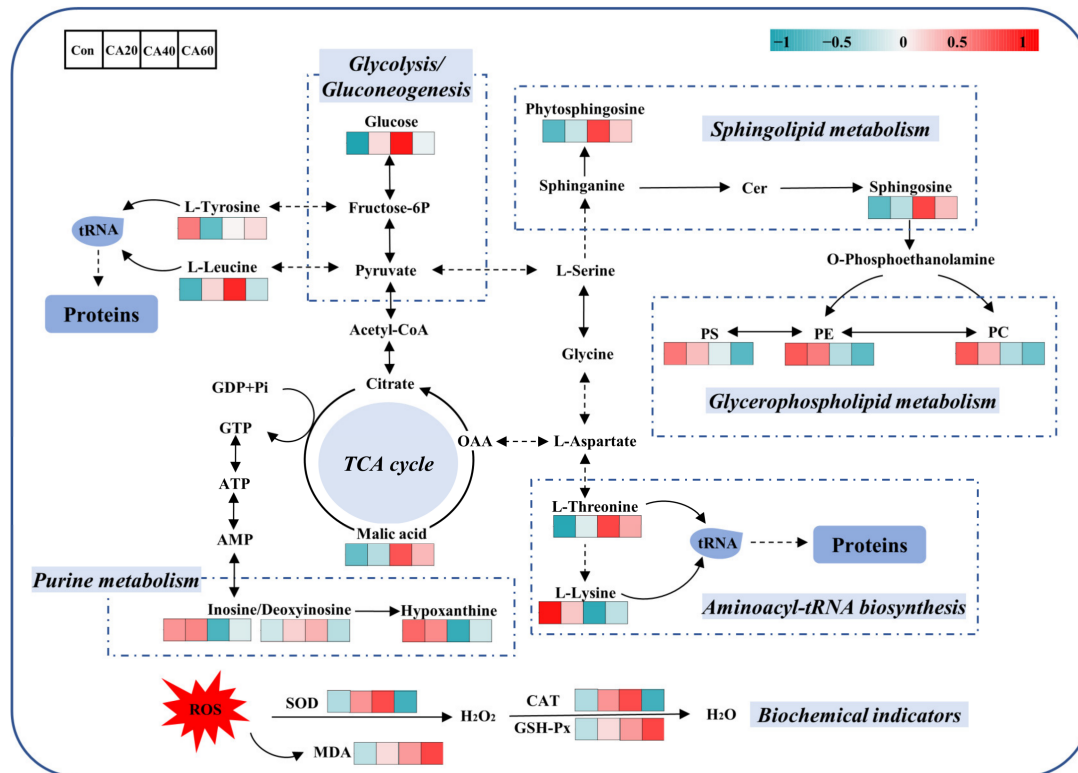 Con CA20 CA40 CA60
−1 −0.5 0 0.5 1
Glycolysis/
Gluconeogenesis
Glucose
Fructose-6P
Pyruvate
L-Tyrosine
tRNA
L-Leucine
Proteins
Acetyl-CoA
Citrate
GDP+Pi
GTP
ATP
AMP
OAA
TCA cycle
Malic acid
Phytosphingosine
Sphingolipid metabolism
Sphinganine
Cer
Sphingosine
L-Serine
O-Phosphoethanolamine
Glycine
PS
PE
PC
Glycerophospholipid metabolism
L-Aspartate
L-Threonine
tRNA
Proteins
L-Lysine
Aminoacyl-tRNA biosynthesis
Purine metabolism
Inosine/Deoxyinosine
Hypoxanthine
ROS
SOD
H₂O₂
CAT
GSH-Px
H₂O
MDA
Biochemical indicators